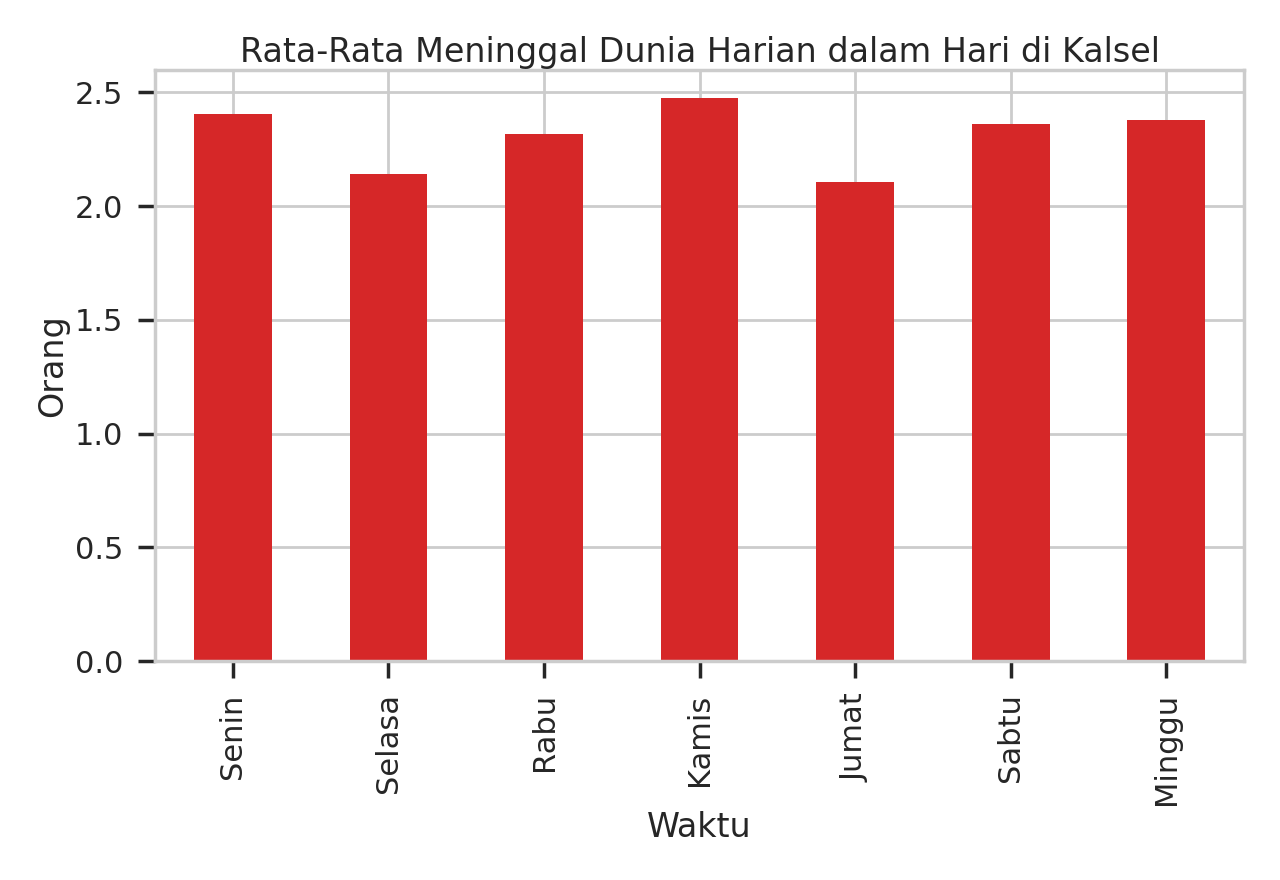 Rata-Rata Meninggal Dunia Harian dalam Hari di Kalsel
2.5
2.0
1.5
1.0
0.5
0.0
Orang
Senin
Selasa
Rabu
Kamis
Jumat
Sabtu
Minggu
Waktu